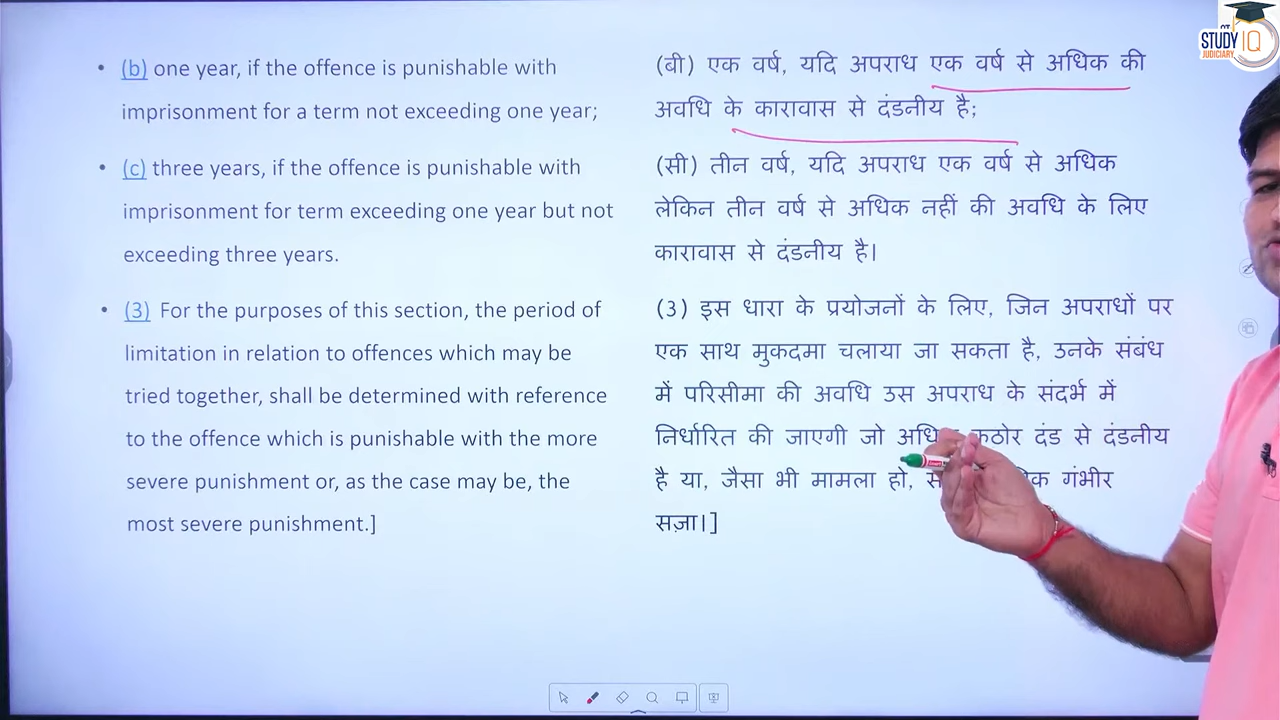 STUDY IQ
JUDICIARY
• (b) one year, if the offence is punishable with
imprisonment for a term not exceeding one year;
• (c) three years, if the offence is punishable with
imprisonment for term exceeding one year but not
exceeding three years.
• (3) For the purposes of this section, the period of
limitation in relation to offences which may be
tried together, shall be determined with reference
to the offence which is punishable with the more
severe punishment or, as the case may be, the
most severe punishment.]
(बी) एक वर्ष, यदि अपराध एक वर्ष से अधिक की
अवधि के कारावास से दंडनीय है;
(सी) तीन वर्ष, यदि अपराध एक वर्ष से अधिक
लेकिन तीन वर्ष से अधिक नहीं की अवधि के लिए
कारावास से दंडनीय है।
(3) इस धारा के प्रयोजनों के लिए, जिन अपराधों पर
एक साथ मुकदमा चलाया जा सकता है, उनके संबंध
में परिसीमा की अवधि उस अपराध के संदर्भ में
निर्धारित की जाएगी जो कठोर दंड से दंडनीय
है या, जैसा भी मामला हो, गंभीर
सज़ा।]